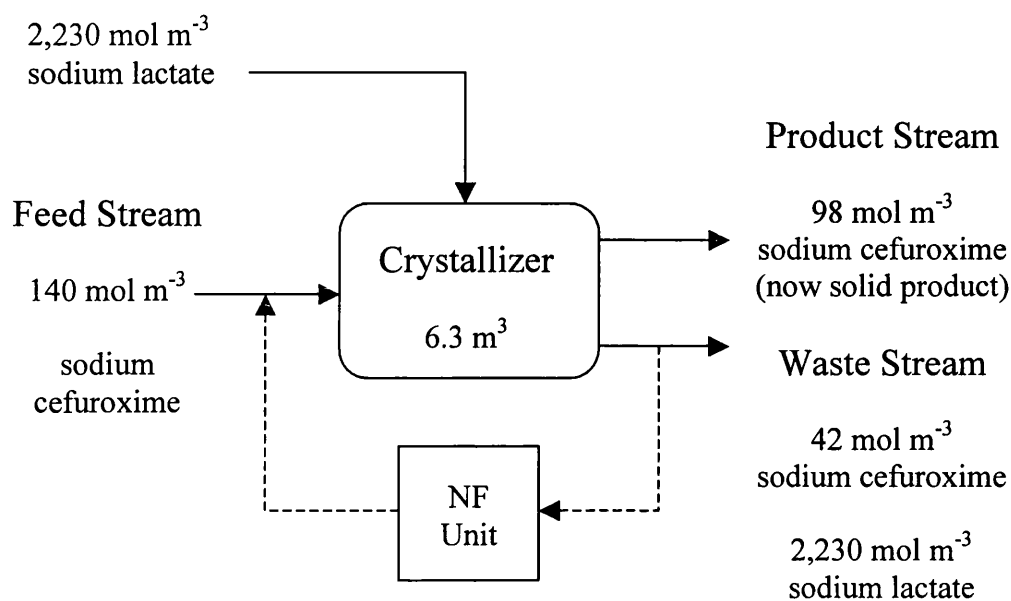 2,230 mol m⁻³
sodium lactate
Product Stream
Feed Stream
98 mol m⁻³
sodium cefuroxime
(now solid product)
140 mol m⁻³
Crystallizer
6.3 m³
sodium
cefuroxime
Waste Stream
42 mol m⁻³
sodium cefuroxime
NF
Unit
2,230 mol m⁻³
sodium lactate